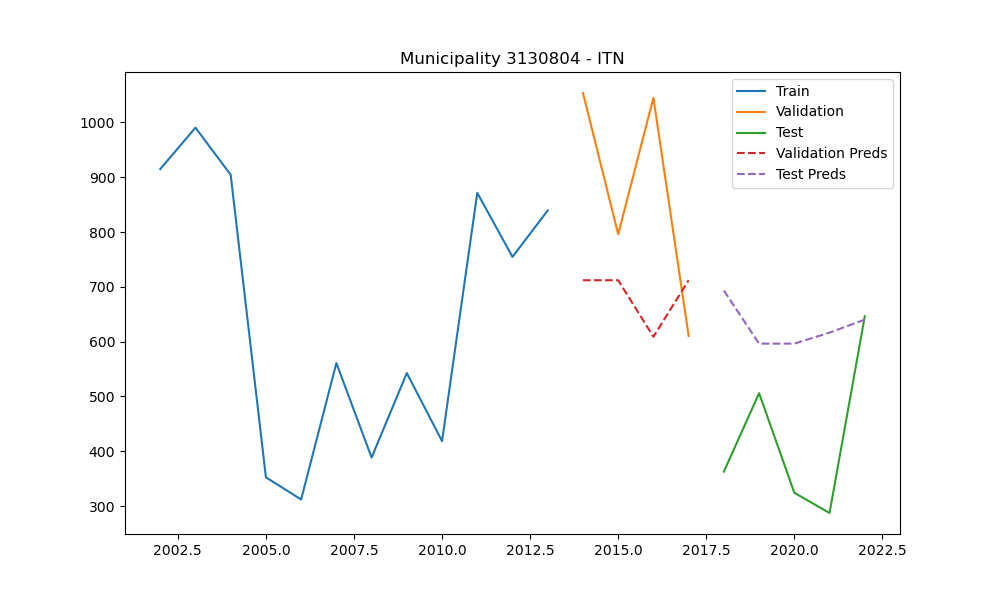 Municipality 3130804 - ITN
Train
Validation
Test
Validation Preds
Test Preds
1000
900
800
700
600
500
400
300
2002.5 2005.0 2007.5 2010.0 2012.5 2015.0 2017.5 2020.0 2022.5